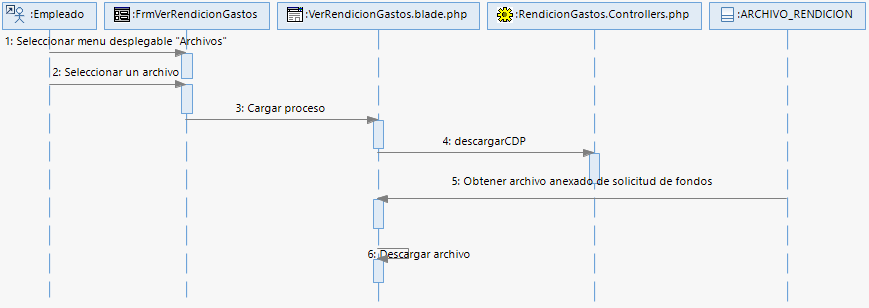 :Empleado
:FrmVerRendicionGastos
:VerRendicionGastos.blade.php
:RendicionGastos.Controllers.php
:ARCHIVO_RENDICION
1: Seleccionar menu desplegable "Archivos"
2: Seleccionar un archivo
3: Cargar proceso
4: descargarCDP
5: Obtener archivo anexado de solicitud de fondos
6: Descargar archivo